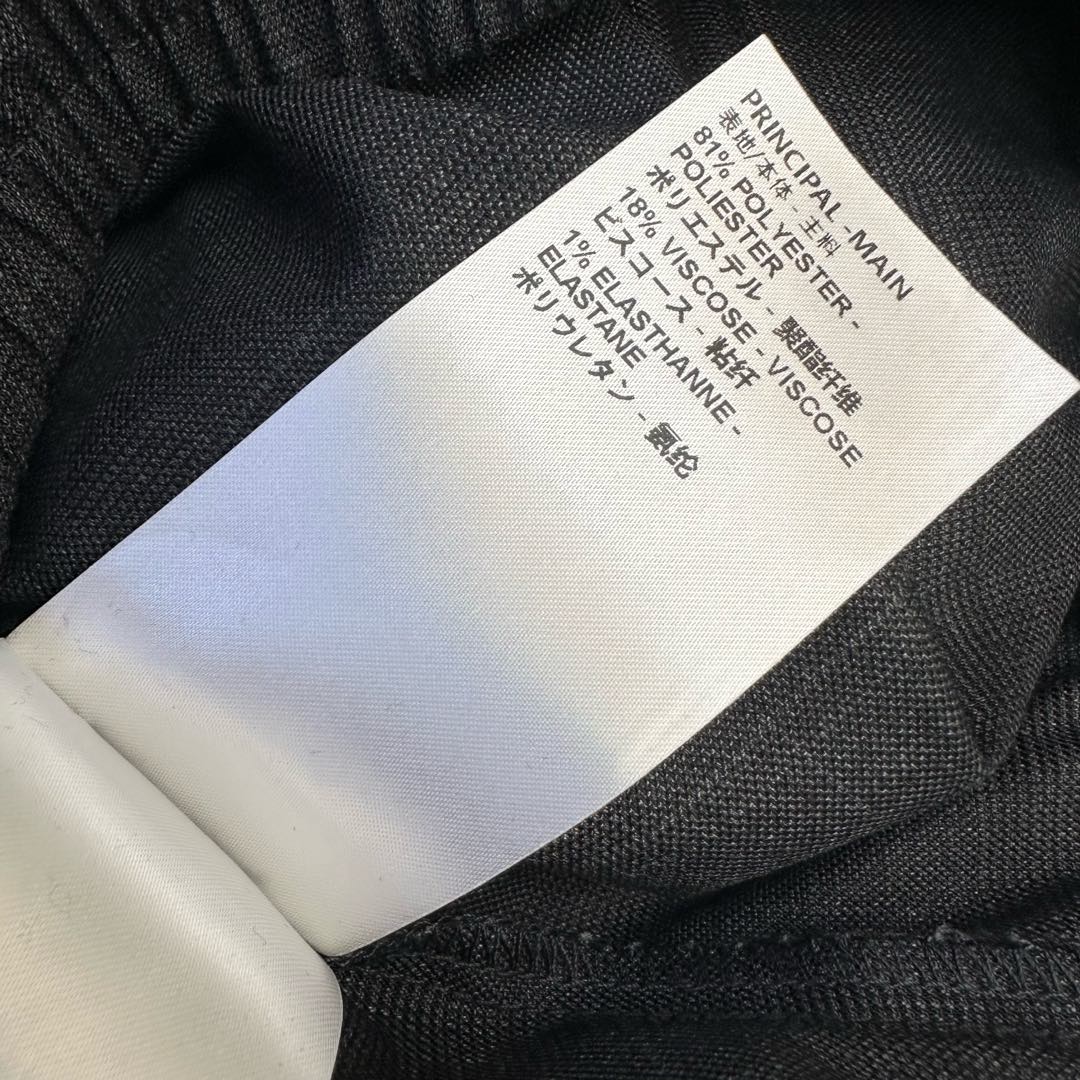 PRINCIPAL - MAIN
表地/本体 - 主料
81% POLYESTER -
POLIESTER
ポリエステル - 聚酯纤维
18% VISCOSE - VISCOSE
ビスコース - 粘纤
1% ELASTHANNE -
ELASTANE
ポリウレタン - 氨纶